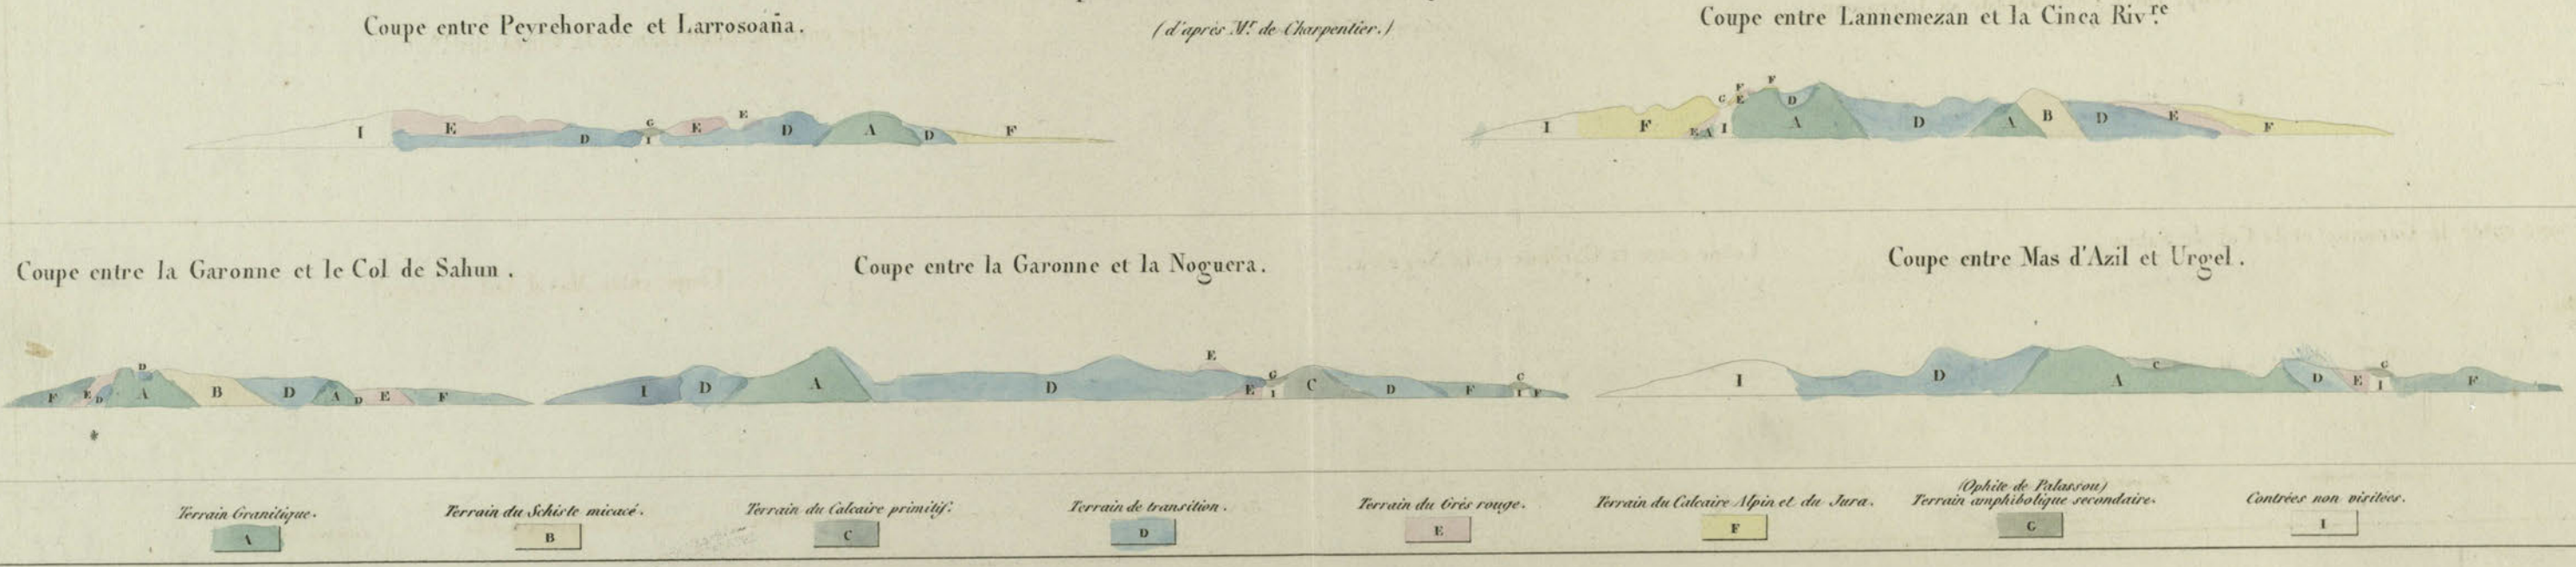 Coupe entre Peyrehorade et Larrosoaña.
(d'après Mr. de Charpentier.)
Coupe entre Lannemezan et la Cinca Rivre.
I E D G I E E D A D F
I F E A I G E F F D A D A B D E F
Coupe entre la Garonne et le Col de Sahun.
Coupe entre la Garonne et la Noguera.
Coupe entre Mas d'Azil et Urgel.
F E D D A B D A D E F
I D A D E E G I C D F G I F
I D A C D E G I F
Terrain Granitique.
A
Terrain du Schiste micacé.
B
Terrain du Calcaire primitif.
C
Terrain de transition.
D
Terrain du Grès rouge.
E
Terrain du Calcaire Alpin et du Jura.
F
(Ophite de Palassou)
Terrain amphibolique secondaire.
G
Contrées non visitées.
I